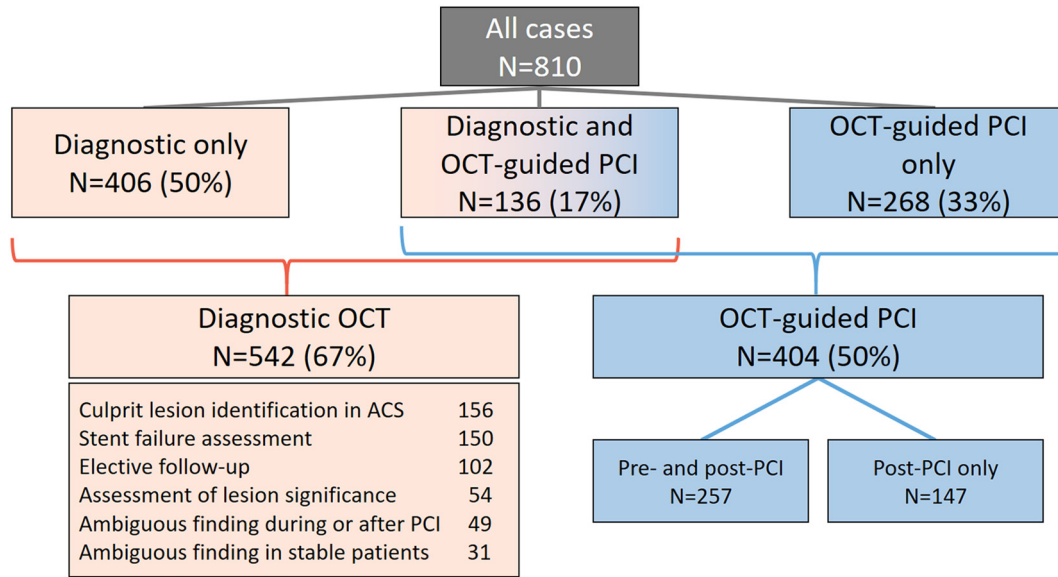 All cases
N=810
Diagnostic only
N=406 (50%)
Diagnostic and
OCT-guided PCI
N=136 (17%)
OCT-guided PCI
only
N=268 (33%)
Diagnostic OCT
N=542 (67%)
Culprit lesion identification in ACS 156
Stent failure assessment 150
Elective follow-up 102
Assessment of lesion significance 54
Ambiguous finding during or after PCI 49
Ambiguous finding in stable patients 31
OCT-guided PCI
N=404 (50%)
Pre- and post-PCI
N=257
Post-PCI only
N=147